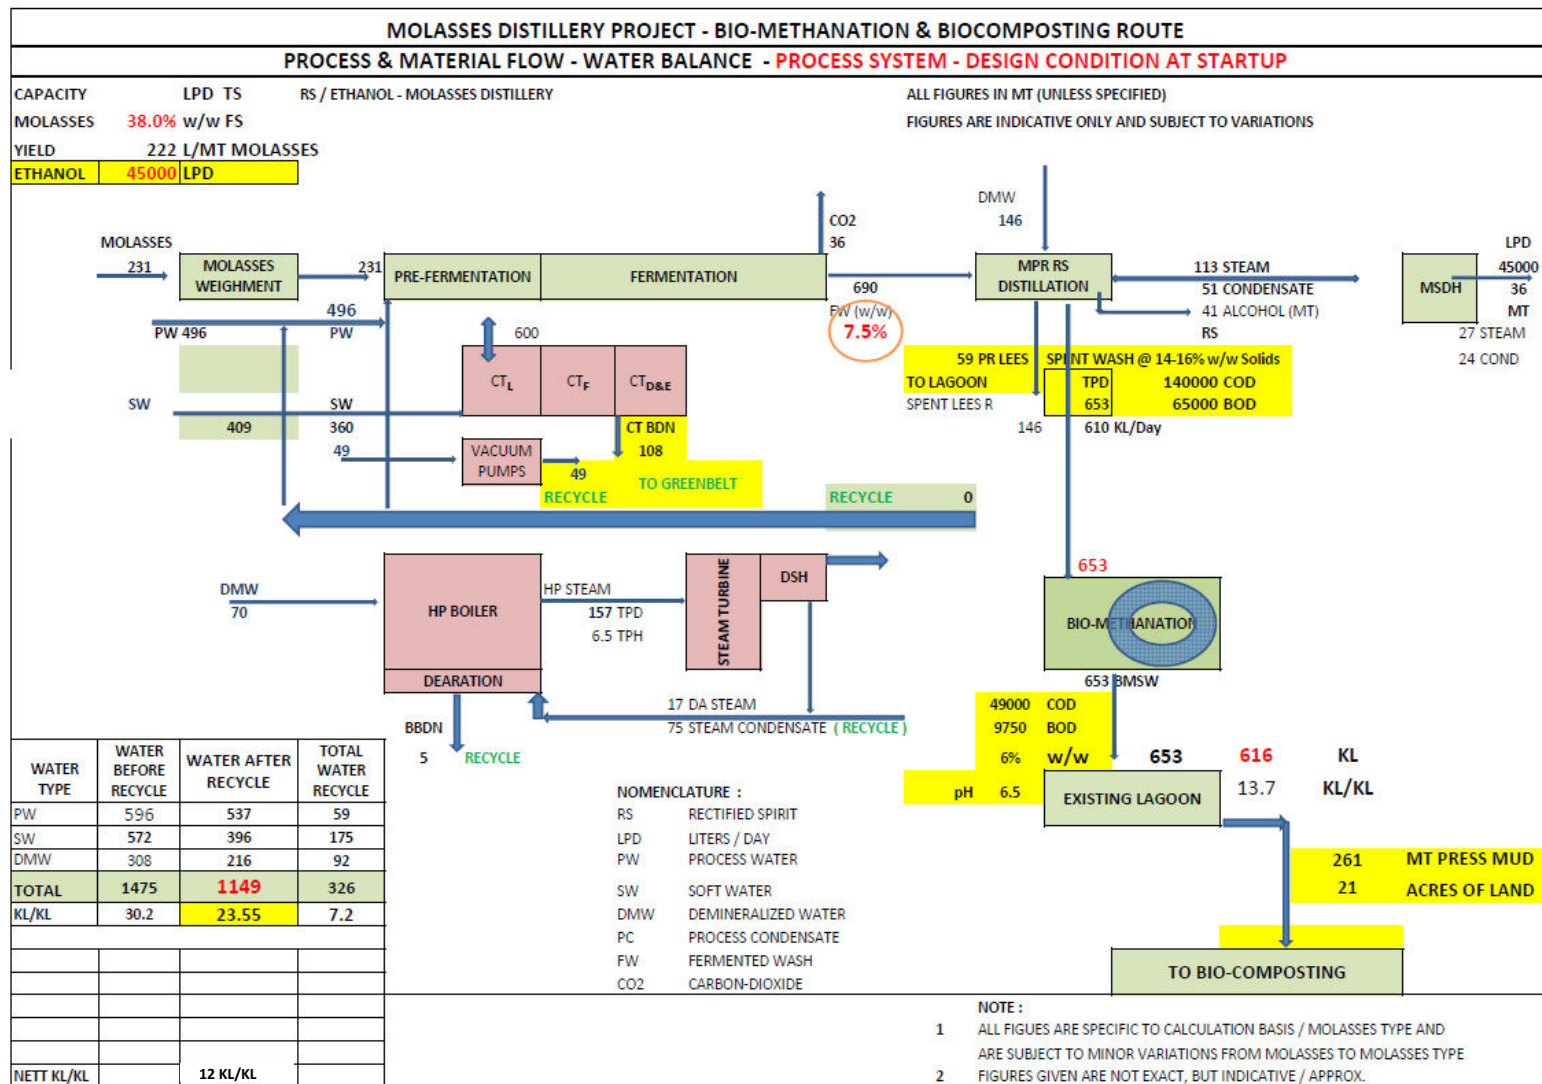 MOLASSES DISTILLERY PROJECT - BIO-METHANATION & BIOCOMPOSTING ROUTE
PROCESS & MATERIAL FLOW - WATER BALANCE - PROCESS SYSTEM - DESIGN CONDITION AT STARTUP
CAPACITY LPD TS RS / ETHANOL - MOLASSES DISTILLERY ALL FIGURES IN MT (UNLESS SPECIFIED)
MOLASSES 38.0% w/w FS FIGURES ARE INDICATIVE ONLY AND SUBJECT TO VARIATIONS
YIELD 222 L/MT MOLASSES
ETHANOL 45000 LPD
DMW
146
CO2
36
MOLASSES
231
MOLASSES
WEIGHMENT
231
PRE-FERMENTATION
FERMENTATION
690
FW (w/w)
7.5%
MPR RS
DISTILLATION
113 STEAM
51 CONDENSATE
41 ALCOHOL (MT)
RS
MSDH
LPD
45000
36
MT
27 STEAM
24 COND
496
PW 496 PW
600
CTL
CTF
CTD&E
SW SW
409 360
49
VACUUM
PUMPS
49
RECYCLE
CT BDN
108
TO GREENBELT
59 PR LEES SPENT WASH @ 14-16% w/w Solids
TO LAGOON TPD 140000 COD
SPENT LEES R 653 65000 BOD
146 610 KL/Day
RECYCLE 0
DMW
70
HP BOILER
DEARATION
HP STEAM
157 TPD
6.5 TPH
STEAM TURBINE
DSH
17 DA STEAM
75 STEAM CONDENSATE ( RECYCLE )
BBDN
5 RECYCLE
653
BIO-METHANATION
653 BMSW
49000 COD
9750 BOD
6% w/w 653 616 KL
pH 6.5
EXISTING LAGOON
13.7 KL/KL
261 MT PRESS MUD
21 ACRES OF LAND
TO BIO-COMPOSTING
WATER TYPE WATER BEFORE RECYCLE WATER AFTER RECYCLE TOTAL WATER RECYCLE
PW 596 537 59
SW 572 396 175
DMW 308 216 92
TOTAL 1475 1149 326
KL/KL 30.2 23.55 7.2
NETT KL/KL 12 KL/KL
NOMENCLATURE :
RS RECTIFIED SPIRIT
LPD LITERS / DAY
PW PROCESS WATER
SW SOFT WATER
DMW DEMINERALIZED WATER
PC PROCESS CONDENSATE
FW FERMENTED WASH
CO2 CARBON-DIOXIDE
NOTE :
1 ALL FIGUES ARE SPECIFIC TO CALCULATION BASIS / MOLASSES TYPE AND
ARE SUBJECT TO MINOR VARIATIONS FROM MOLASSES TO MOLASSES TYPE
2 FIGURES GIVEN ARE NOT EXACT, BUT INDICATIVE / APPROX.